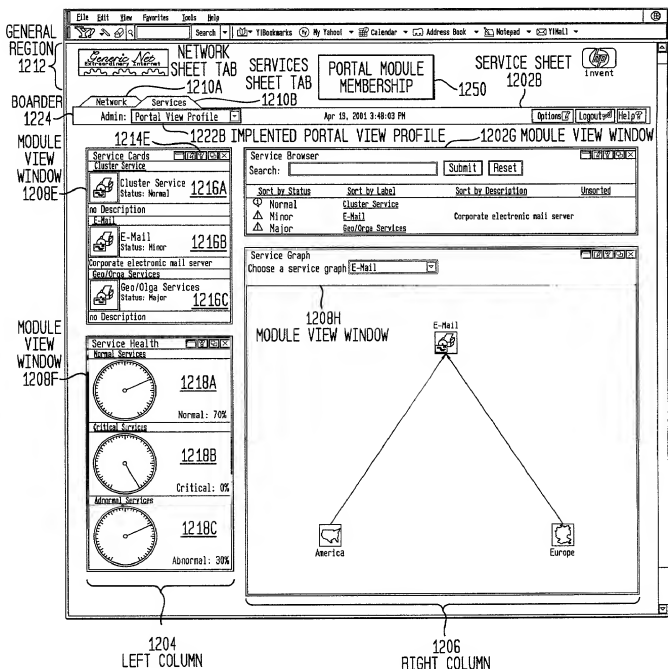 File Edit View Favorites Tools Help
Search YIBookmarks My Yahoo! Calendar Address Book Notepad YIMail
GENERAL REGION 1212
Generic Net
Extraordinary Internet
NETWORK SHEET TAB
1210A
SERVICES SHEET TAB
1210B
PORTAL MODULE MEMBERSHIP
1250
SERVICE SHEET
1202B
hp
invent
BOARDER
1224
Network Services
Admin: Portal View Profile
Apr 19, 2001 3:48:03 PM
Options Logout Help
1214E
1222B IMPLENTED PORTAL VIEW PROFILE
1202G MODULE VIEW WINDOW
MODULE VIEW WINDOW
1208E
Service Cards
Cluster Service
Cluster Service
Status: Normal
1216A
no Description
E-Mail
E-Mail
Status: Minor
1216B
Corporate electronic mail server
Geo/Orga Services
Geo/Olga Services
Status: Major
1216C
no Description
Service Browser
Search: Submit Reset
Sort by Status Sort by Label Sort by Description Unsorted
Normal Cluster Service
Minor E-Mail Corporate electronic mail server
Major Geo/Orga Services
Service Graph
Choose a service graph E-Mail
1208H
MODULE VIEW WINDOW
E-Mail
America
Europe
MODULE VIEW WINDOW
1208F
Service Health
Normal Services
1218A
Normal: 70%
Critical Services
1218B
Critical: 0%
Adnormal Services
1218C
Abnormal: 30%
1204
LEFT COLUMN
1206
RIGHT COLUMN